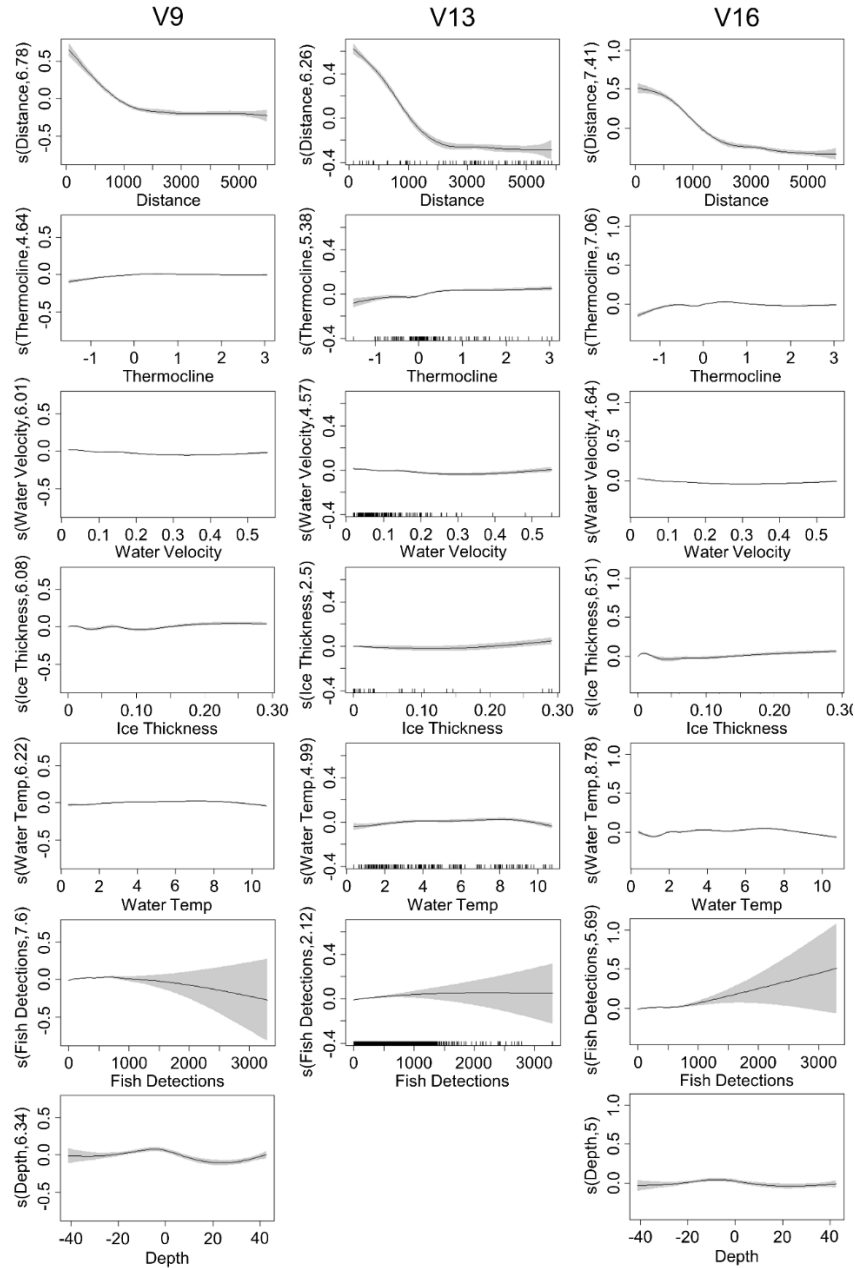 V9 V13 V16
s(Distance,6.78) 0.5 0.0 -0.5 s(Distance,6.26) 0.6 0.2 0.0 -0.4 s(Distance,7.41) 1.0 0.5 0.0
0 1000 3000 5000 0 1000 3000 5000 0 1000 3000 5000
Distance Distance Distance
s(Thermocline,4.64) 0.5 0.0 -0.5 s(Thermocline,5.38) 0.4 0.0 -0.4 s(Thermocline,7.06) 1.0 0.5 0.0
-1 0 1 2 3 -1 0 1 2 3 -1 0 1 2 3
Thermocline Thermocline Thermocline
s(Water Velocity,6.01) 0.5 0.0 -0.5 s(Water Velocity,4.57) 0.4 0.0 -0.4 s(Water Velocity,4.64) 1.0 0.5 0.0
0 0.1 0.2 0.3 0.4 0.5 0 0.1 0.2 0.3 0.4 0.5 0 0.1 0.2 0.3 0.4 0.5
Water Velocity Water Velocity Water Velocity
s(Ice Thickness,6.08) 0.5 0.0 -0.5 s(Ice Thickness,2.5) 0.4 0.0 -0.4 s(Ice Thickness,6.51) 1.0 0.5 0.0
0 0.10 0.20 0.30 0 0.10 0.20 0.30 0 0.10 0.20 0.30
Ice Thickness Ice Thickness Ice Thickness
s(Water Temp,6.22) 0.5 0.0 -0.5 s(Water Temp,4.99) 0.4 0.0 -0.4 s(Water Temp,8.78) 1.0 0.5 0.0
0 2 4 6 8 10 0 2 4 6 8 10 0 2 4 6 8 10
Water Temp Water Temp Water Temp
s(Fish Detections,7.6) 0.5 0.0 -0.5 s(Fish Detections,2.12) 0.4 0.0 -0.4 s(Fish Detections,5.69) 1.0 0.5 0.0
0 1000 2000 3000 0 1000 2000 3000 0 1000 2000 3000
Fish Detections Fish Detections Fish Detections
s(Depth,6.34) 0.5 0.0 -0.5 s(Depth,5) 1.0 0.5 0.0
-40 -20 0 20 40 -40 -20 0 20 40
Depth Depth